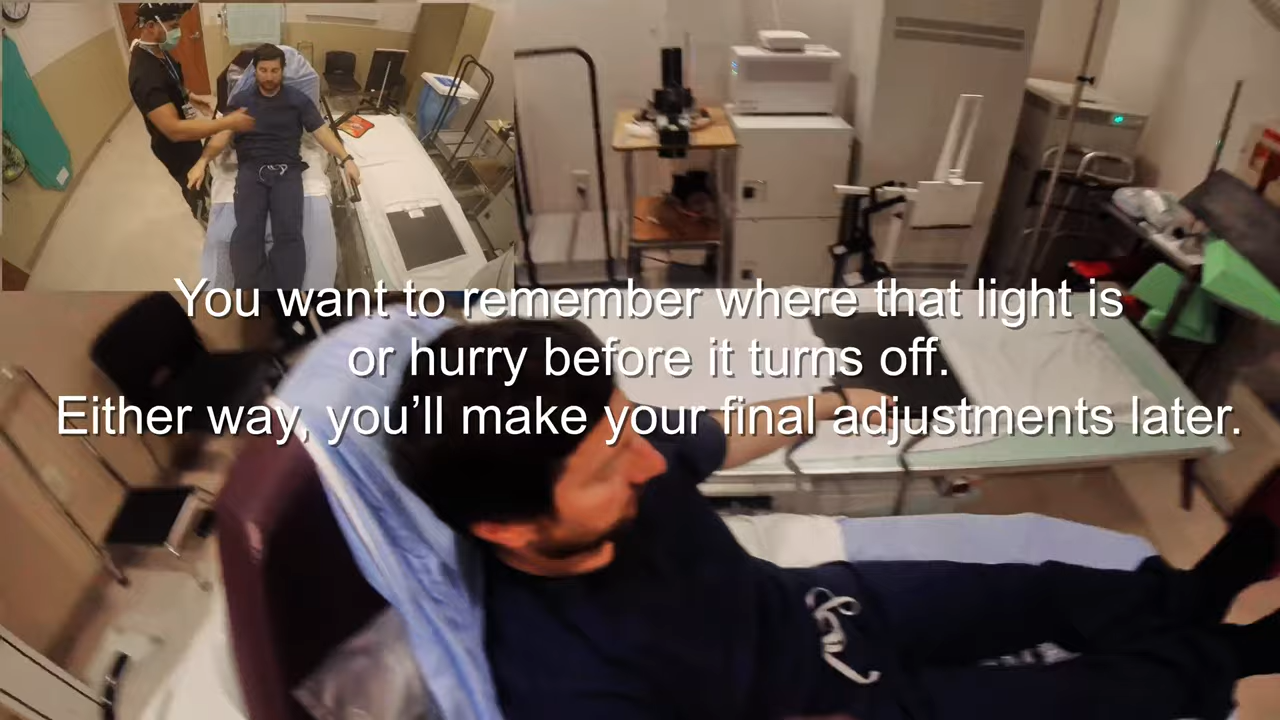 You want to remember where that light is
or hurry before it turns off.
Either way, you’ll make your final adjustments later.